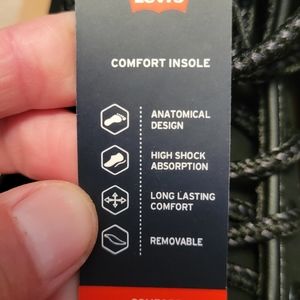 COMFORT INSOLE
ANATOMICAL
DESIGN
HIGH SHOCK
ABSORPTION
LONG LASTING
COMFORT
REMOVABLE